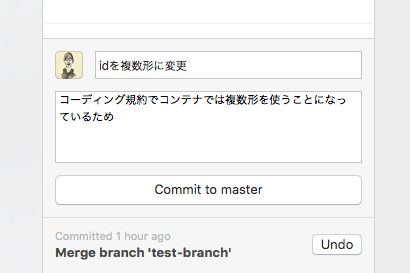 idを複数形に変更
コーディング規約でコンテナでは複数形を使うことになっ
ているため
Commit to master
Committed 1 hour ago
Undo
Merge branch 'test-branch'